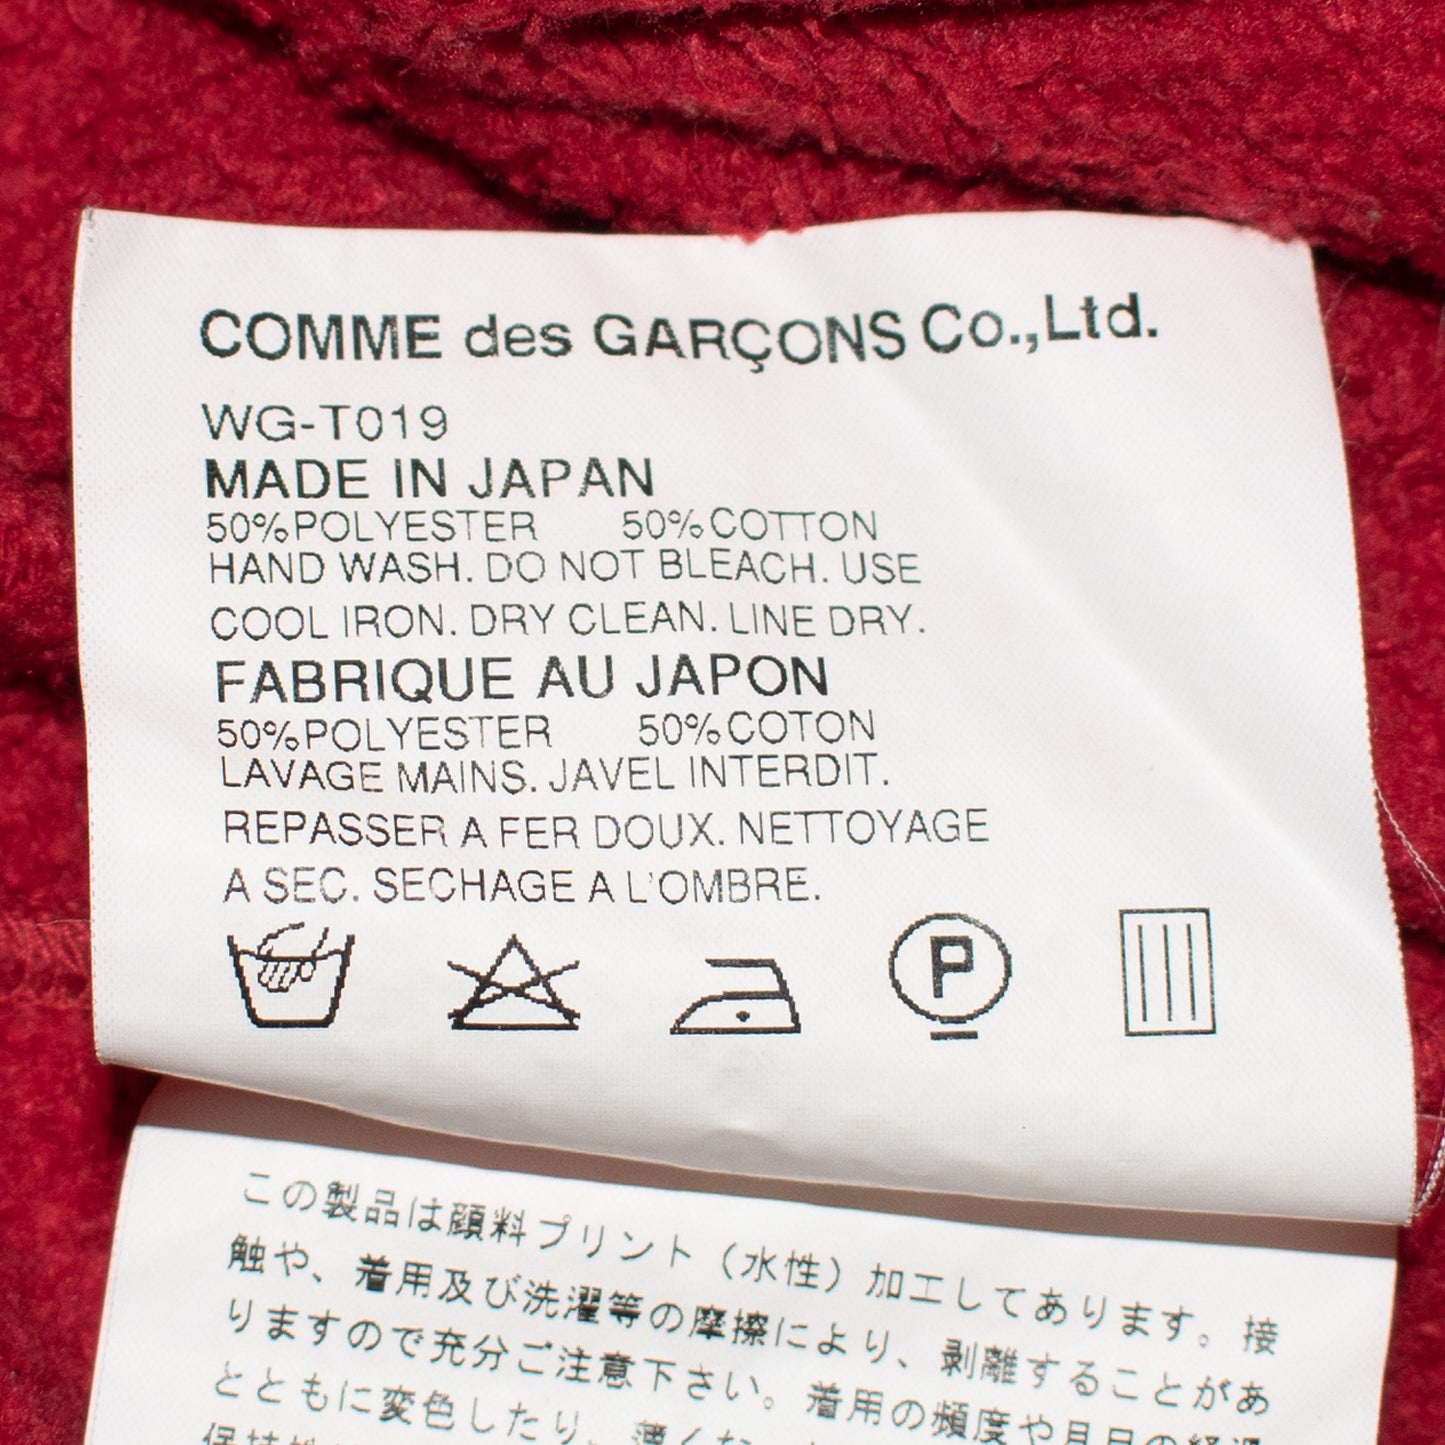 COMME des GARÇONS Co.,Ltd.
WG-T019
MADE IN JAPAN
50%POLYESTER 50%COTTON
HAND WASH. DO NOT BLEACH. USE
COOL IRON. DRY CLEAN. LINE DRY.
FABRIQUE AU JAPON
50%POLYESTER 50%COTON
LAVAGE MAINS. JAVEL INTERDIT.
REPASSER A FER DOUX. NETTOYAGE
A SEC. SECHAGE A L'OMBRE.
P
この製品は顔料プリント（水性）加工してあります。接
触や、着用及び洗濯等の摩擦により、剥離することがあ
りますので充分ご注意下さい。着用の頻度や月日の経過
とともに変色したり、薄くな